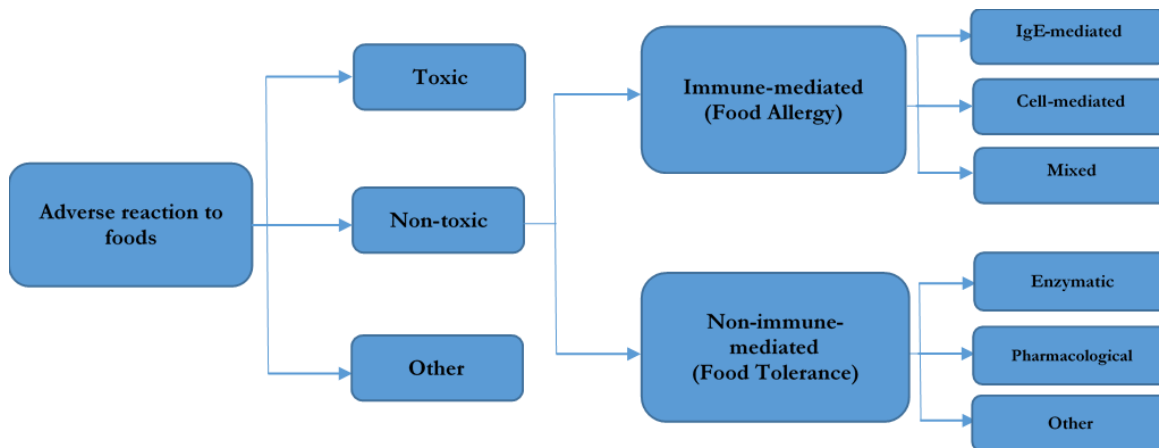 Adverse reaction to
foods
Toxic
Non-toxic
Other
Immune-mediated
(Food Allergy)
Non-immune-
mediated
(Food Tolerance)
IgE-mediated
Cell-mediated
Mixed
Enzymatic
Pharmacological
Other